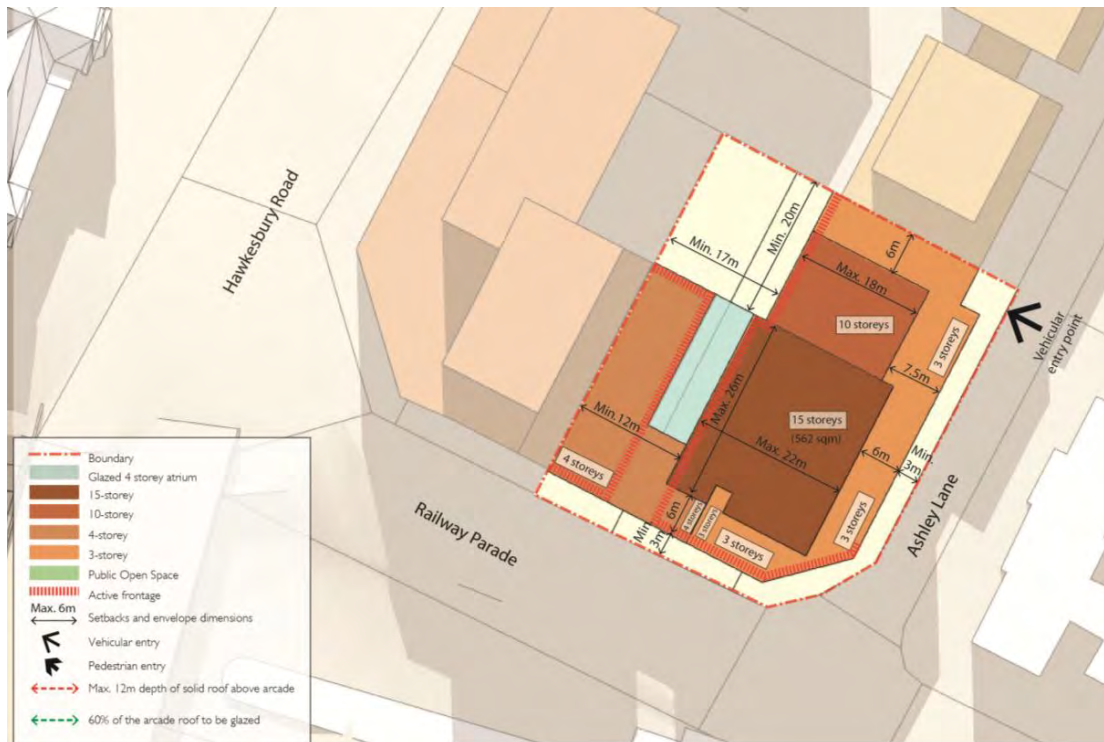 Hawkesbury Road
Railway Parade
Ashley Lane
Vehicular
entry point
Min. 20m
Min. 17m
6m
Max. 18m
10 storeys
3 storeys
7.5m
Max. 26m
15 storeys
(562 sqm)
Max. 22m
6m
Min.
3m
Min.12m
4 storeys
6m
4 storeys
3 storeys
3 storeys
3 storeys
Min.
3m
Boundary
Glazed 4 storey atrium
15-storey
10-storey
4-storey
3-storey
Public Open Space
Active frontage
Max. 6m
Setbacks and envelope dimensions
Vehicular entry
Pedestrian entry
Max. 12m depth of solid roof above arcade
60% of the arcade roof to be glazed